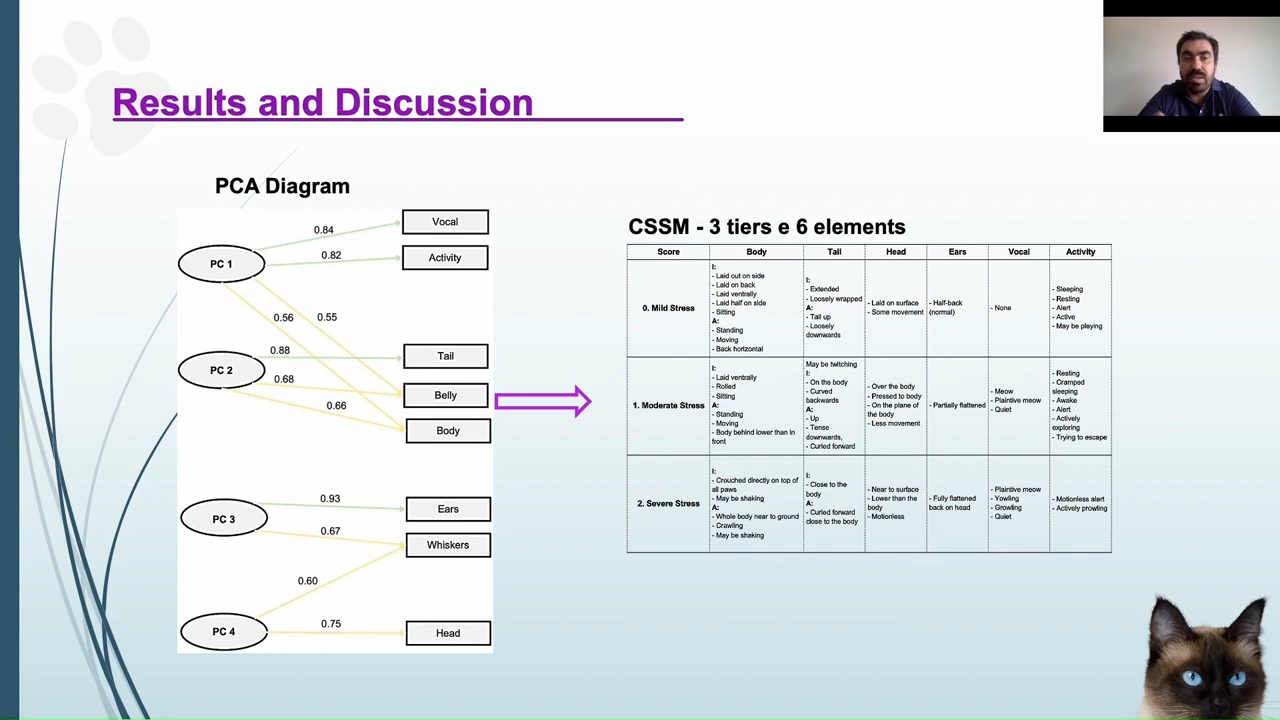 Results and Discussion
PCA Diagram
PC 1
PC 2
PC 3
PC 4
0.84
0.82
0.56
0.55
0.88
0.68
0.66
0.93
0.67
0.60
0.75
Vocal
Activity
Tail
Belly
Body
Ears
Whiskers
Head
CSSM - 3 tiers e 6 elements
Score
Body
Tail
Head
Ears
Vocal
Activity
0. Mild Stress
I:
- Laid out on side
- Laid on back
- Laid ventrally
- Laid half on side
- Sitting
A:
- Standing
- Moving
- Back horizontal
I:
- Extended
- Loosely wrapped
A:
- Tail up
- Loosely
downwards
- Laid on surface
- Some movement
- Half-back
(normal)
- None
- Sleeping
- Resting
- Alert
- Active
- May be playing
1. Moderate Stress
I:
- Laid ventrally
- Rolled
- Sitting
A:
- Standing
- Moving
- Body behind lower than in
front
May be twitching
I:
- On the body
- Curved
backwards
A:
- Up
- Tense
downwards,
- Curled forward
- Over the body
- Pressed to body
- On the plane of
the body
- Less movement
- Partially flattened
- Meow
- Plaintive meow
- Quiet
- Resting
- Cramped
sleeping
- Awake
- Alert
- Actively
exploring
- Trying to escape
2. Severe Stress
I:
- Crouched directly on top of
all paws
- May be shaking
A:
- Whole body near to ground
- Crawling
- May be shaking
I:
- Close to the
body
A:
- Curled forward
close to the body
- Near to surface
- Lower than the
body
- Motionless
- Fully flattened
back on head
- Plaintive meow
- Yowling
- Growling
- Quiet
- Motionless alert
- Actively prowling